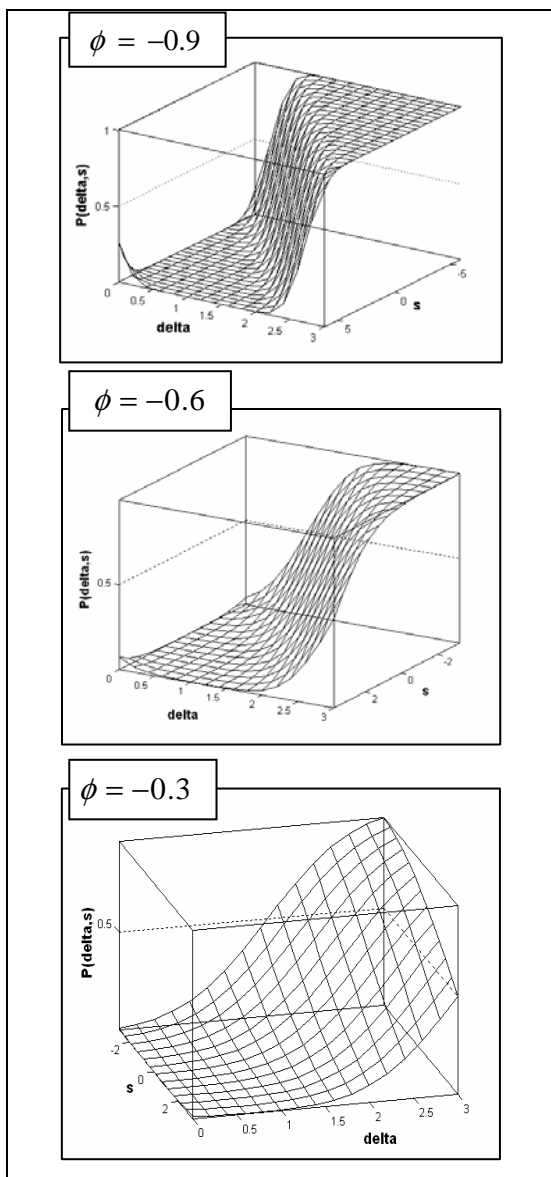 ϕ = −0.9
1
0.5
P(delta,s)
0
0.5
1
1.5
2
2.5
3
delta
5
0
-5
s
ϕ = −0.6
0.5
P(delta,s)
0
0.5
1
1.5
2
2.5
3
delta
2
0
-2
s
ϕ = −0.3
0.5
P(delta,s)
-2
0
2
s
0
0.5
1
1.5
2
2.5
3
delta